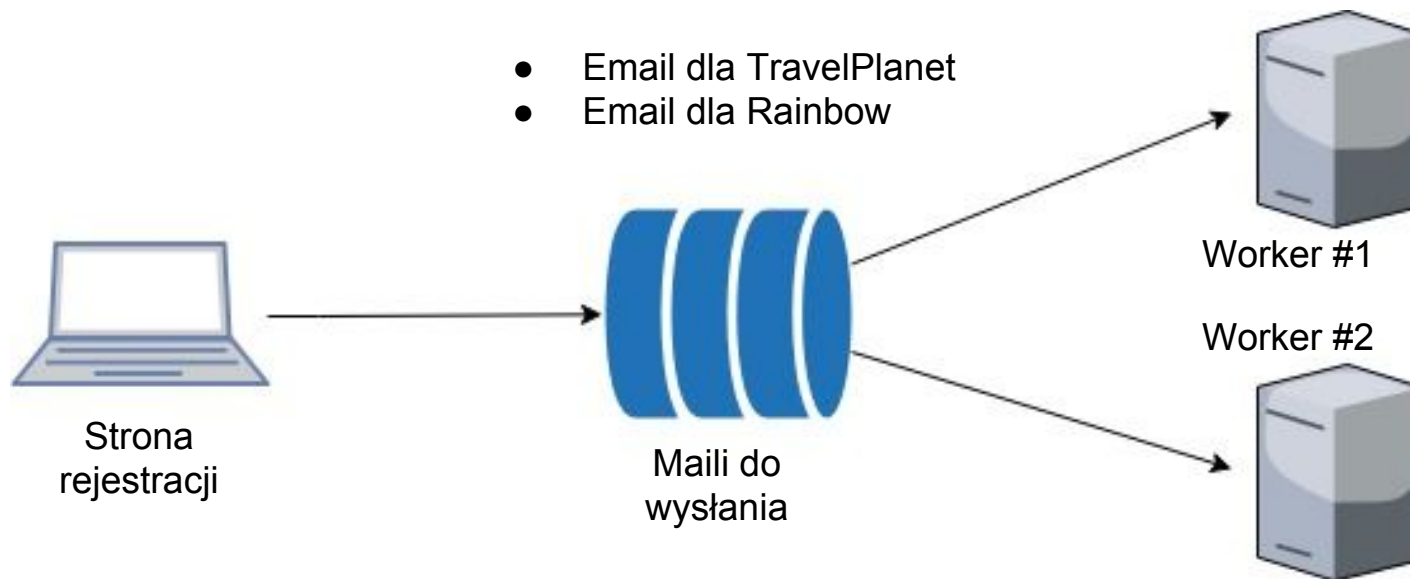 ● Email dla TravelPlanet
● Email dla Rainbow
Worker #1
Worker #2
Strona
rejestracji
Maili do
wysłania